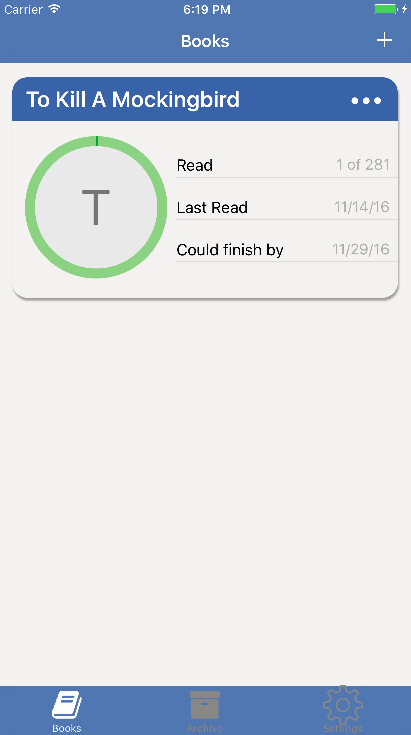 Carrier 6:19 PM
Books +
To Kill A Mockingbird •••
T
Read 1 of 281
Last Read 11/14/16
Could finish by 11/29/16
Books Archive Settings